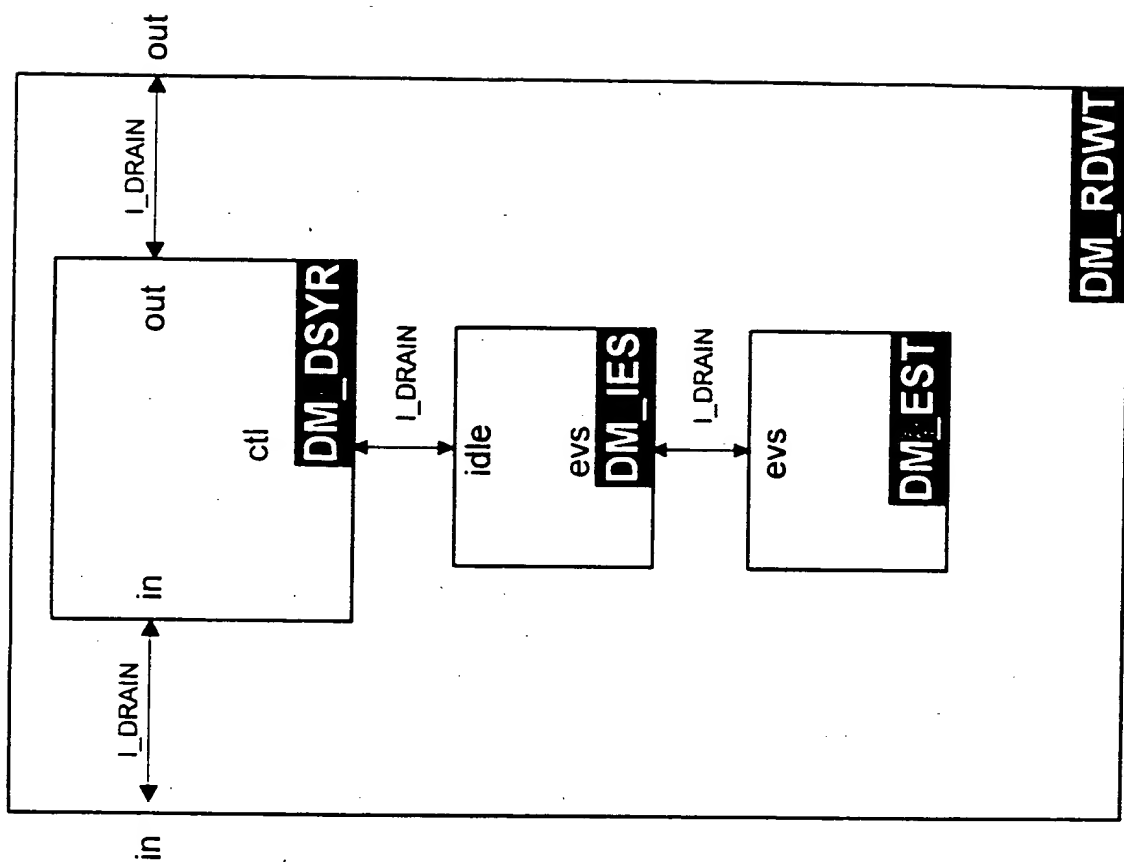 in
I_DRAIN
in
out
I_DRAIN
out
ctl
DM_DSYR
I_DRAIN
idle
evs
DM_IES
I_DRAIN
evs
DM_EST
DM_RDWT